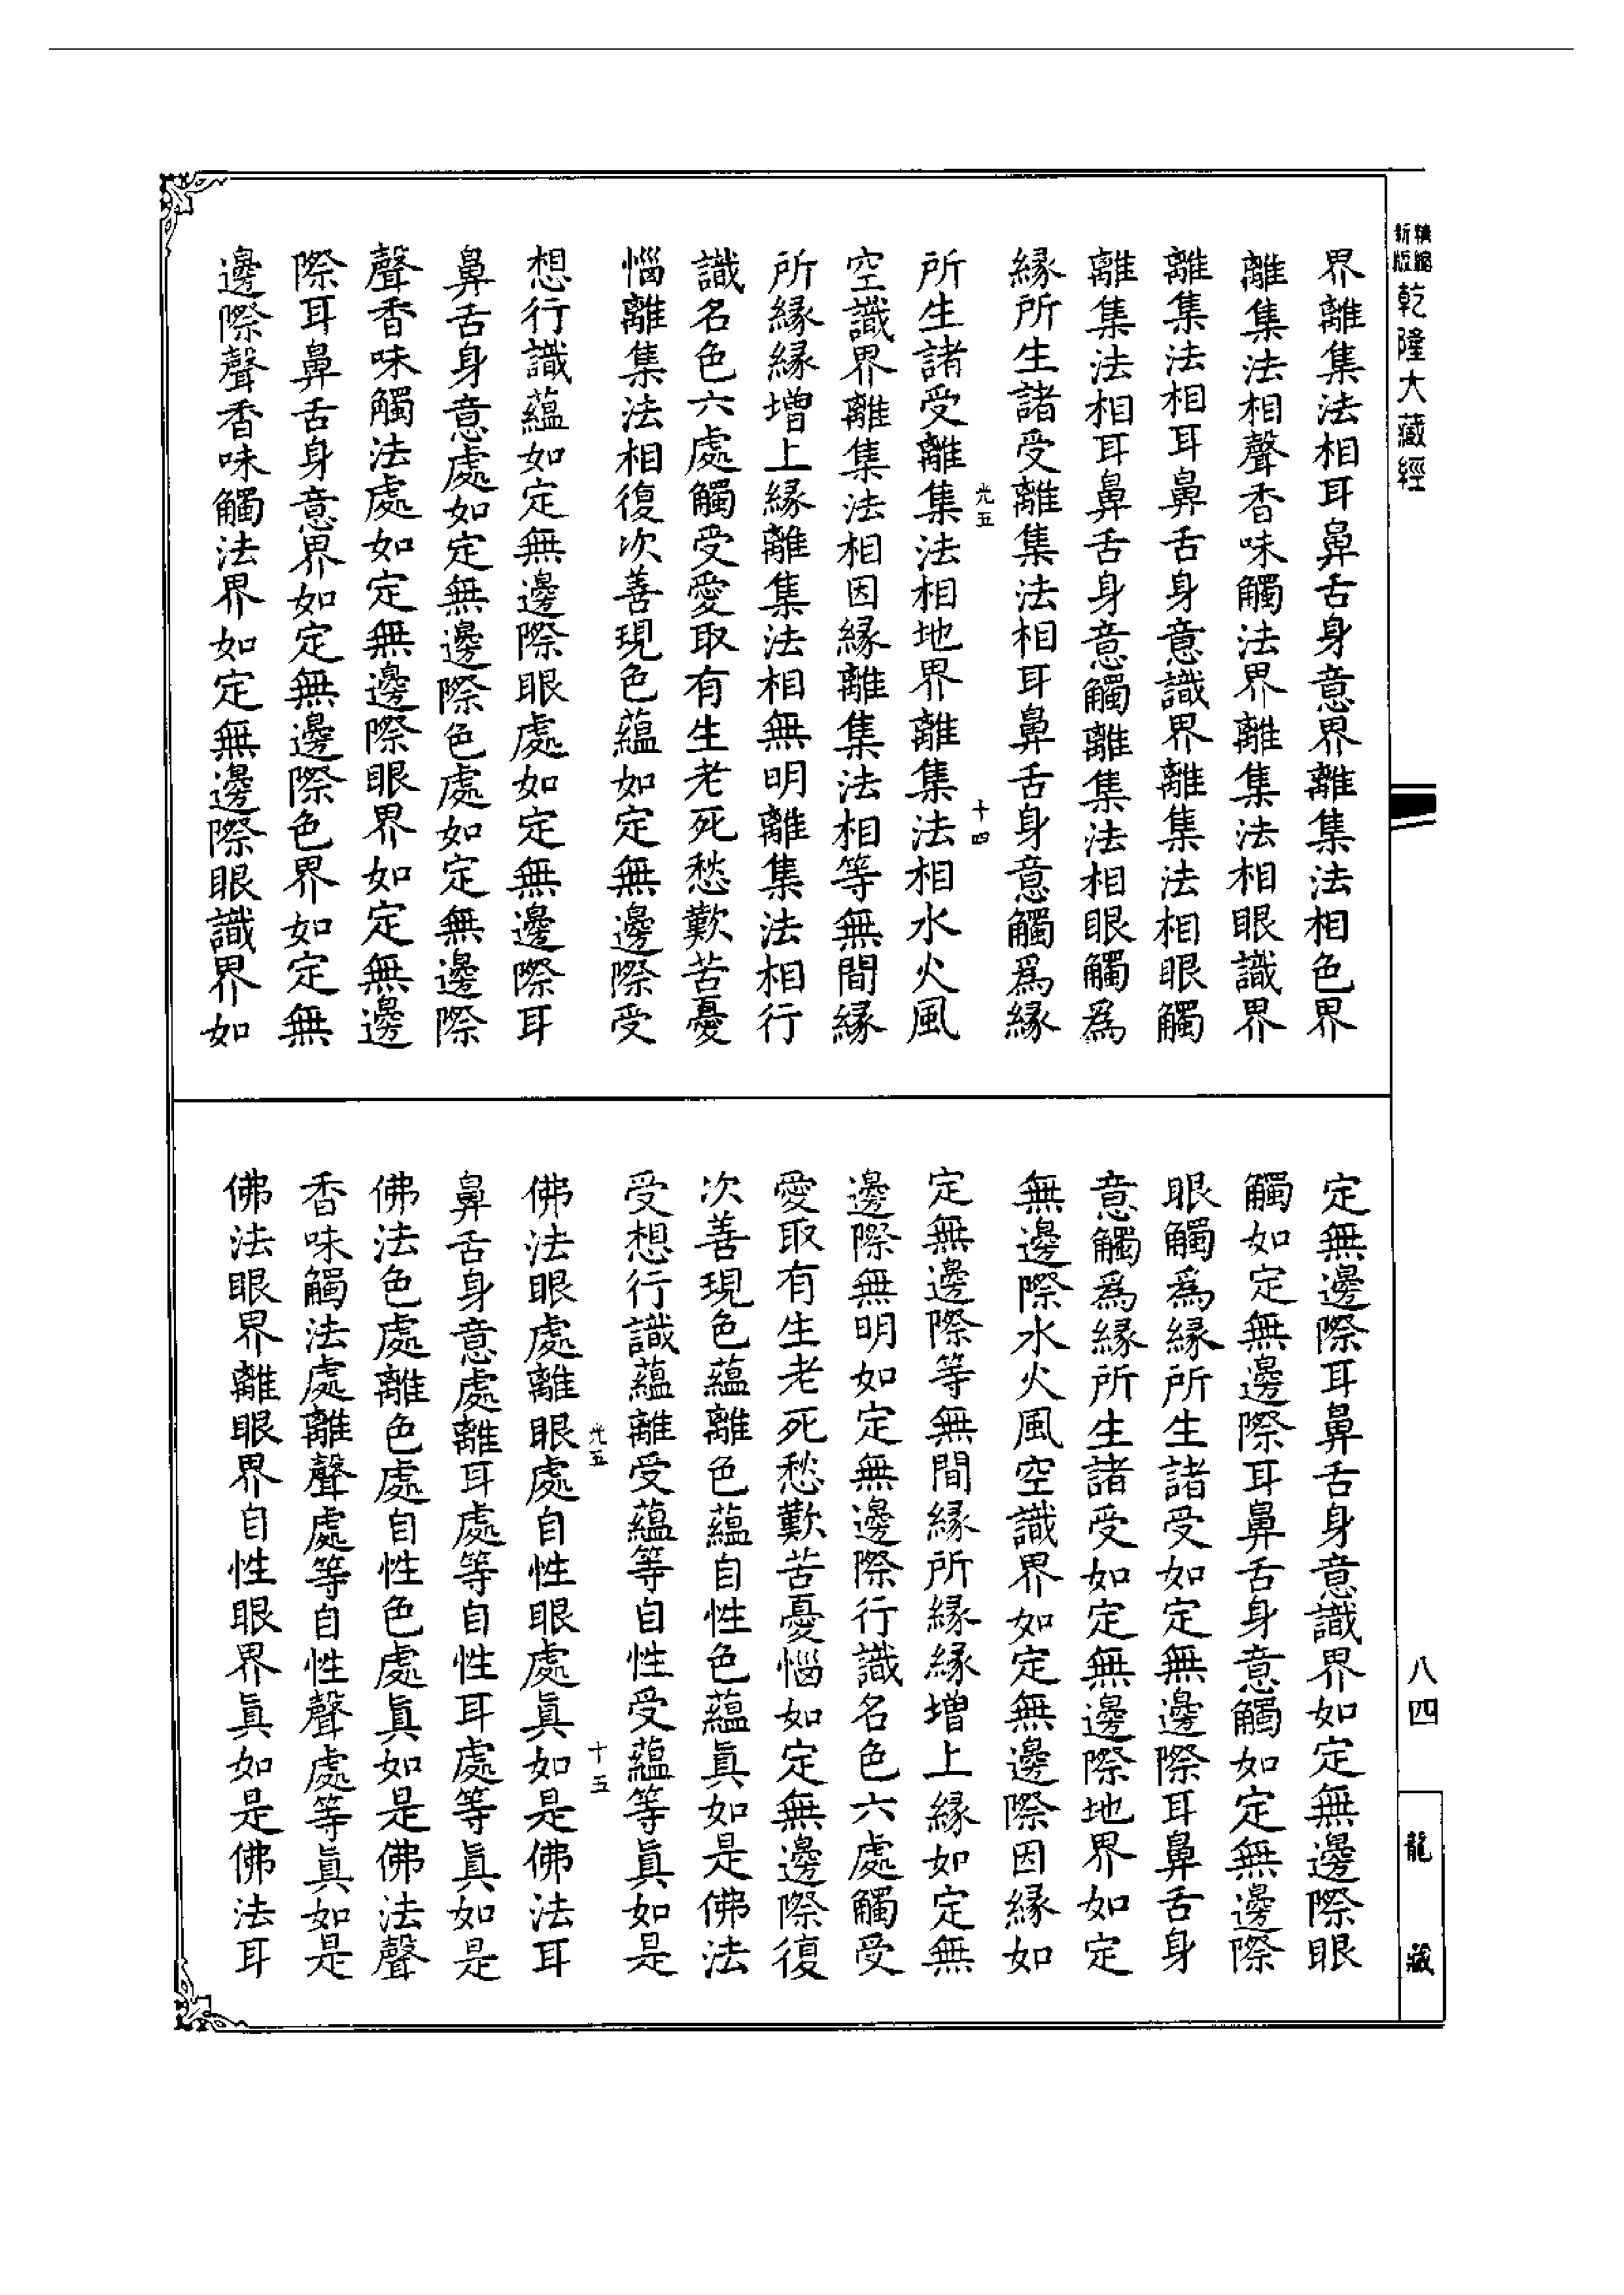 精縮
新版
乾隆大藏經
界離集法相耳鼻舌身意界離集法相色界
離集法相聲香味觸法界離集法相眼識界
離集法相耳鼻舌身意識界離集法相眼觸
離集法相耳鼻舌身意觸離集法相眼觸爲
緣所生諸受離集法相耳鼻舌身意觸爲緣
光五
十四
所生諸受離集法相地界離集法相水火風
空識界離集法相因緣離集法相等無間緣
所緣緣增上緣離集法相無明離集法相行
識名色六處觸受愛取有生老死愁歎苦憂
惱離集法相復次善現色蘊如定無邊際受
想行識蘊如定無邊際眼處如定無邊際耳
鼻舌身意處如定無邊際色處如定無邊際
聲香味觸法處如定無邊際眼界如定無邊
際耳鼻舌身意界如定無邊際色界如定無
邊際聲香味觸法界如定無邊際眼識界如
定無邊際耳鼻舌身意識界如定無邊際眼
觸如定無邊際耳鼻舌身意觸如定無邊際
眼觸爲緣所生諸受如定無邊際耳鼻舌身
意觸爲緣所生諸受如定無邊際地界如定
無邊際水火風空識界如定無邊際因緣如
定無邊際等無間緣所緣緣增上緣如定無
邊際無明如定無邊際行識名色六處觸受
愛取有生老死愁歎苦憂惱如定無邊際復
次善現色蘊離色蘊自性色蘊眞如是佛法
受想行識蘊離受蘊等自性受蘊等眞如是
光五
十五
佛法眼處離眼處自性眼處眞如是佛法耳
鼻舌身意處離耳處等自性耳處等眞如是
佛法色處離色處自性色處眞如是佛法聲
香味觸法處離聲處等自性聲處等眞如是
佛法眼界離眼界自性眼界眞如是佛法耳
八四
龍藏